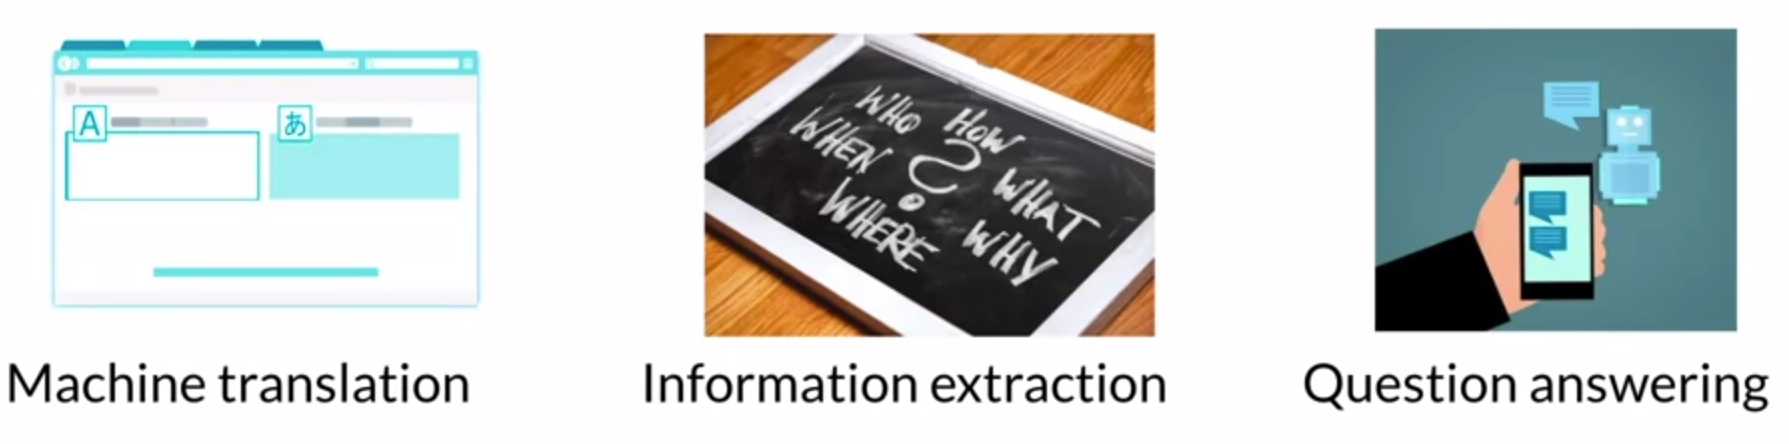 A
あ
WHO HOW
WHEN ?
WHAT
WHERE WHY
Machine translation
Information extraction
Question answering